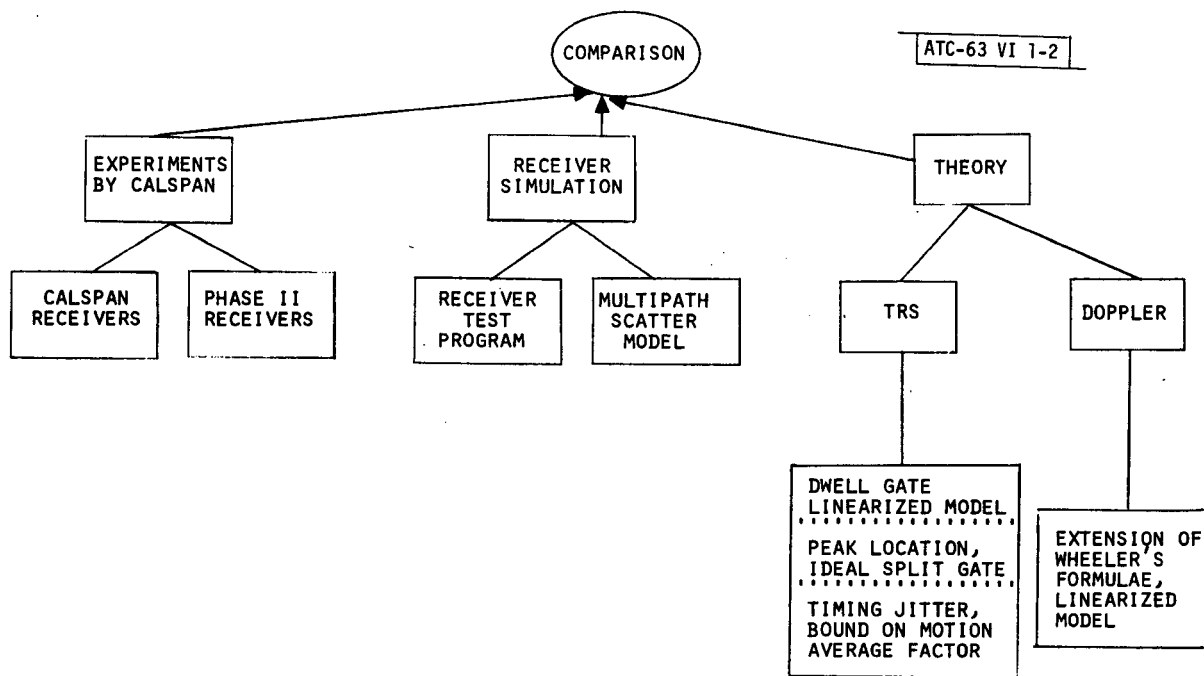 COMPARISON
ATC-63 VI 1-2
EXPERIMENTS
BY CALSPAN
RECEIVER
SIMULATION
THEORY
CALSPAN
RECEIVERS
PHASE II
RECEIVERS
RECEIVER
TEST
PROGRAM
MULTIPATH
SCATTER
MODEL
TRS
DOPPLER
DWELL GATE
LINEARIZED MODEL
PEAK LOCATION,
IDEAL SPLIT GATE
TIMING JITTER,
BOUND ON MOTION
AVERAGE FACTOR
EXTENSION OF
WHEELER'S
FORMULAE,
LINEARIZED
MODEL